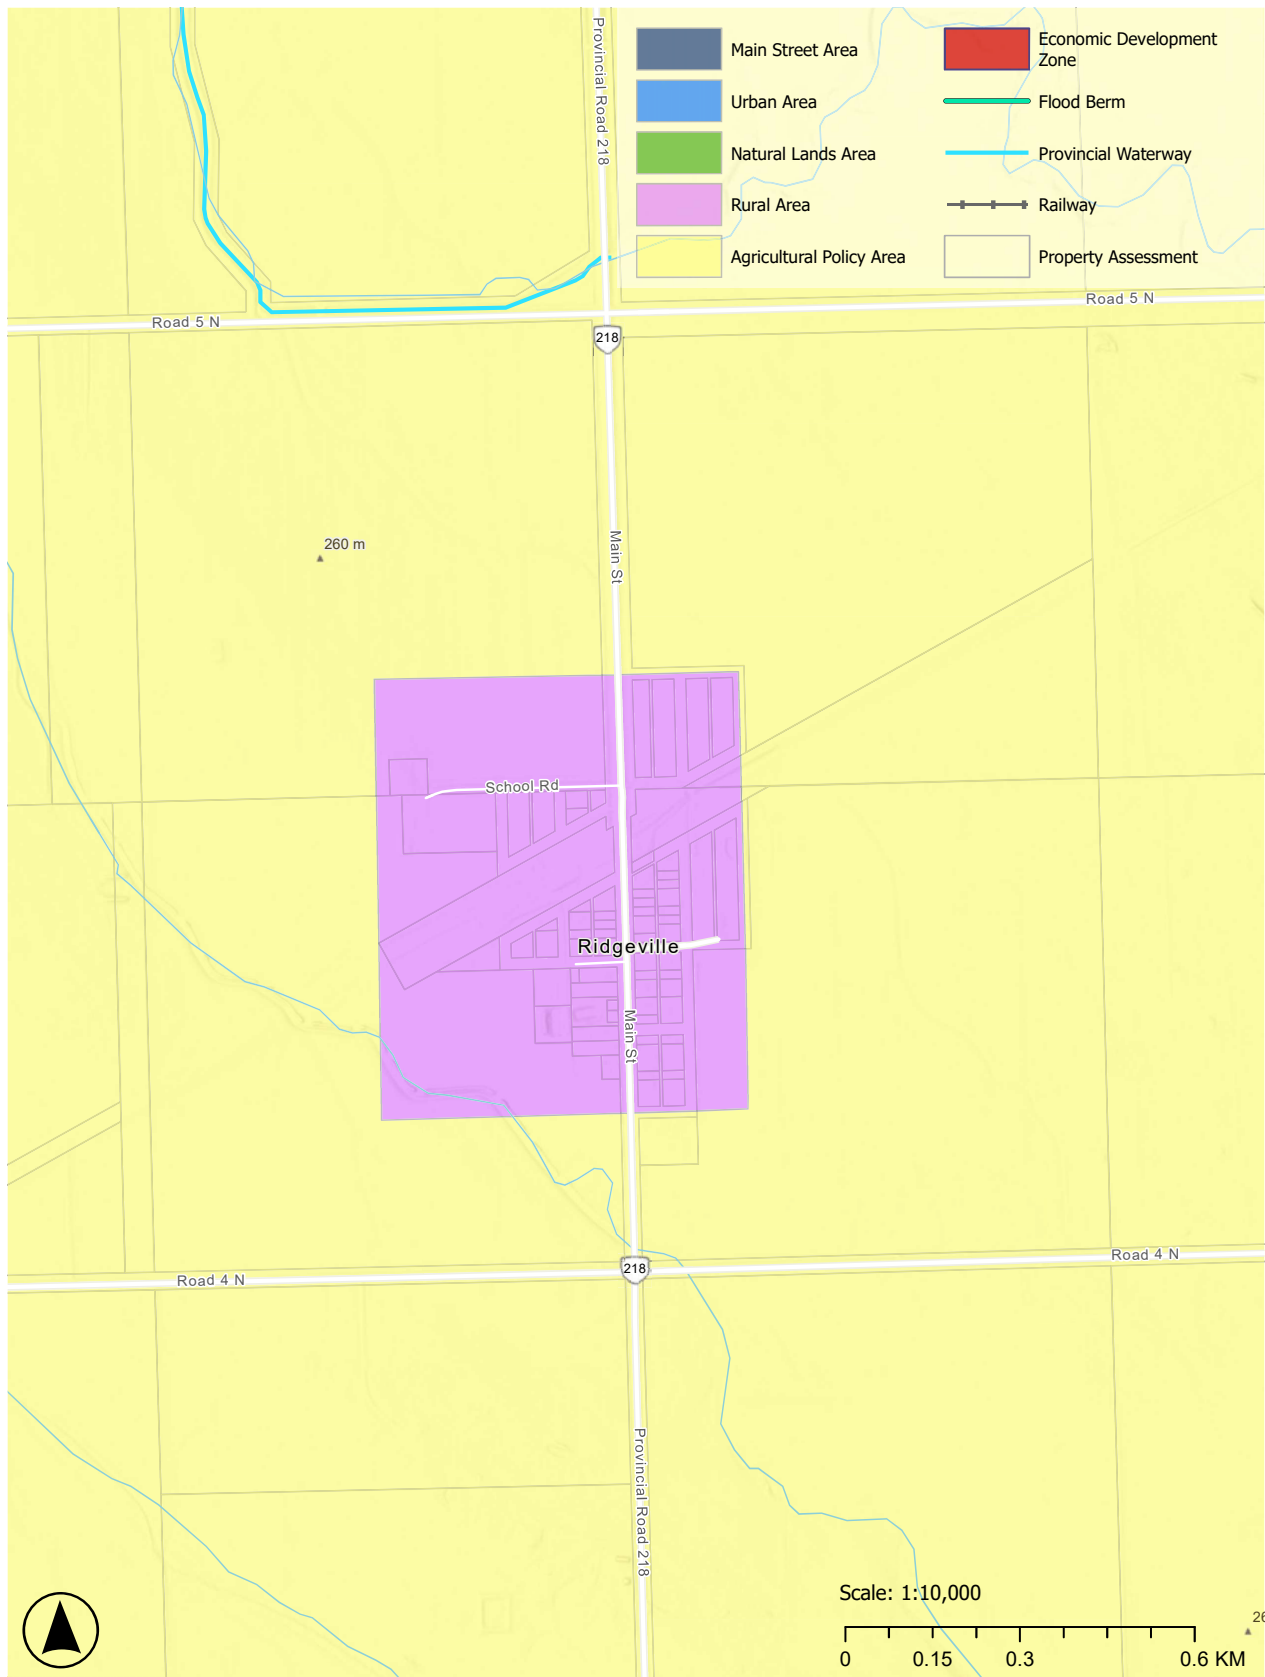 Provincial Road 218
Main Street Area
Economic Development
Zone
Urban Area
Flood Berm
Natural Lands Area
Provincial Waterway
Rural Area
Railway
Agricultural Policy Area
Property Assessment
Road 5 N
Road 5 N
218
Main St
260 m
School Rd
Ridgeville
Main St
Road 4 N
Road 4 N
218
Provincial Road 218
Scale: 1:10,000
0
0.15
0.3
0.6 KM